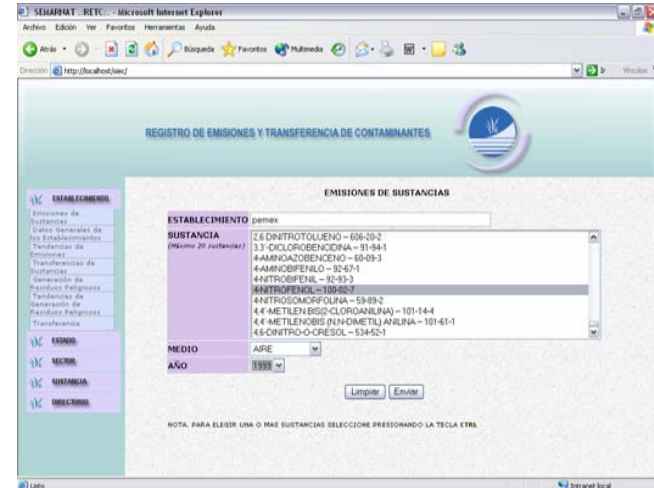 SEMARNAT .:RETC:. - Microsoft Internet Explorer
Archivo Edición Ver Favoritos Herramientas Ayuda
Atrás Búsqueda Favoritos Multimedia
Dirección http://localhost/siec/ Ir Vínculos
REGISTRO DE EMISIONES Y TRANSFERENCIA DE CONTAMINANTES
ESTABLECIMIENTO
Emisiones de
Sustancias
Datos Generales de
los Establecimientos
Tendencias de
Emisiones
Transferencias de
Sustancias
Generación de
Residuos Peligrosos
Tendencias de
Generación de
Residuos Peligrosos
Transferencia
ESTADO
SECTOR
SUSTANCIA
DIRECTORIO
EMISIONES DE SUSTANCIAS
ESTABLECIMIENTO pemex
SUSTANCIA
(Máximo 20 sustancias)
2,6 DINITROTOLUENO – 606-20-2
3,3'-DICLOROBENCIDINA – 91-94-1
4-AMINOAZOBENCENO – 60-09-3
4-AMINOBIFENILO – 92-67-1
4-NITROBIFENIL – 92-93-3
4-NITROFENOL – 100-02-7
4-NITROSOMORFOLINA – 59-89-2
4,4'-METILEN BIS(2-CLOROANILINA) – 101-14-4
4,4'-METILENOBIS (N,N-DIMETIL) ANILINA – 101-61-1
4,6-DINITRO-O-CRESOL – 534-52-1
MEDIO AIRE
AÑO 1999
Limpiar Enviar
NOTA. PARA ELEGIR UNA O MAS SUSTANCIAS SELECCIONE PRESIONANDO LA TECLA CTRL
Listo Intranet local